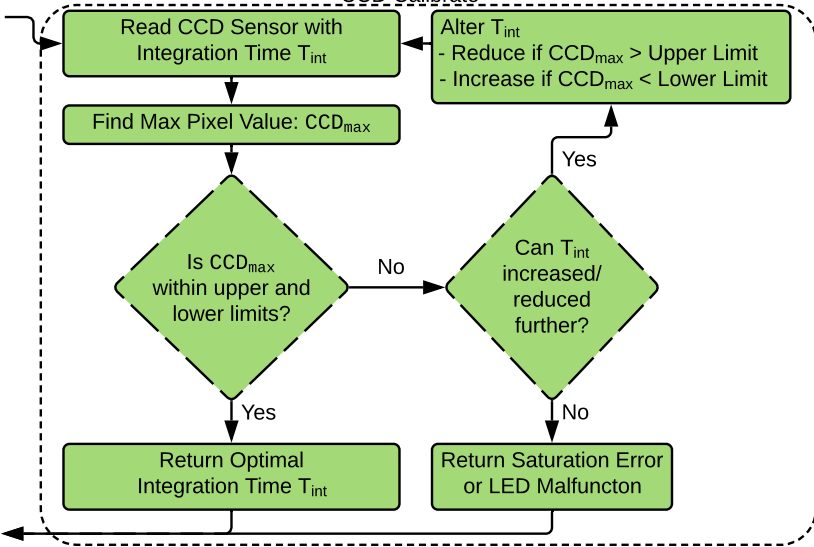 CCD Calibrate
Read CCD Sensor with
Integration Time Tint
Alter Tint
- Reduce if CCDmax > Upper Limit
- Increase if CCDmax < Lower Limit
Find Max Pixel Value: CCDmax
Yes
Is CCDmax
within upper and
lower limits?
No
Can Tint
increased/
reduced
further?
Yes
No
Return Optimal
Integration Time Tint
Return Saturation Error
or LED Malfuncton